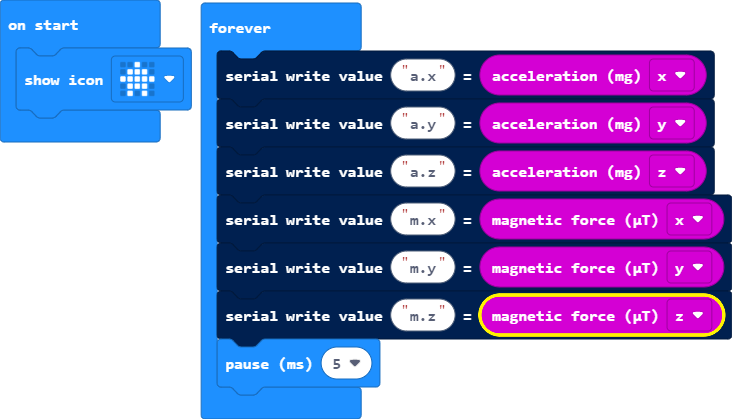 on start
show icon
forever
serial write value "a.x" = acceleration (mg) x
serial write value "a.y" = acceleration (mg) y
serial write value "a.z" = acceleration (mg) z
serial write value "m.x" = magnetic force (µT) x
serial write value "m.y" = magnetic force (µT) y
serial write value "m.z" = magnetic force (µT) z
pause (ms) 5